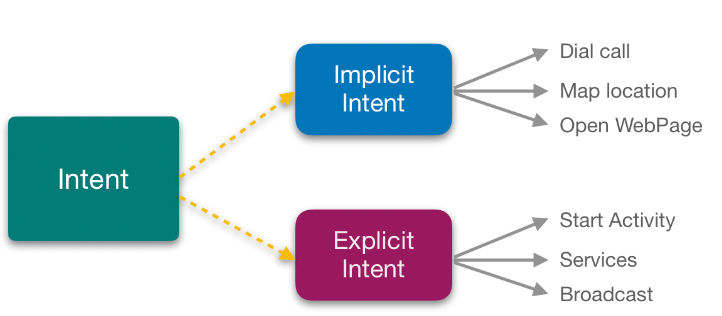 Intent
Implicit
Intent
Dial call
Map location
Open WebPage
Explicit
Intent
Start Activity
Services
Broadcast